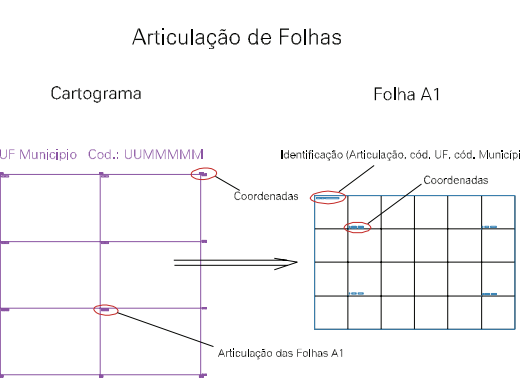 Articulação de Folhas
Cartograma
Folha A1
UF Município Cod.: UUMMMMM
Identificação (Articulação, cód. UF, cód. Municípi
Coordenadas
Coordenadas
Articulação das Folhas A1